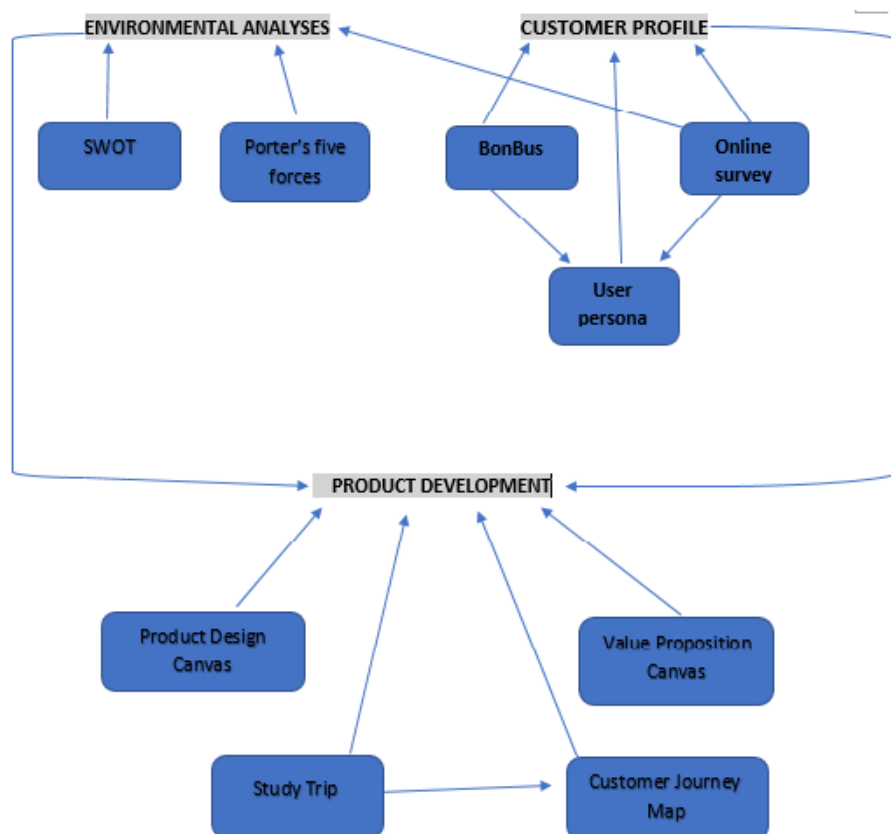 ENVIRONMENTAL ANALYSES
CUSTOMER PROFILE
SWOT
Porter's five
forces
BonBus
Online
survey
User
persona
PRODUCT DEVELOPMENT
Product Design
Canvas
Value Proposition
Canvas
Study Trip
Customer Journey
Map